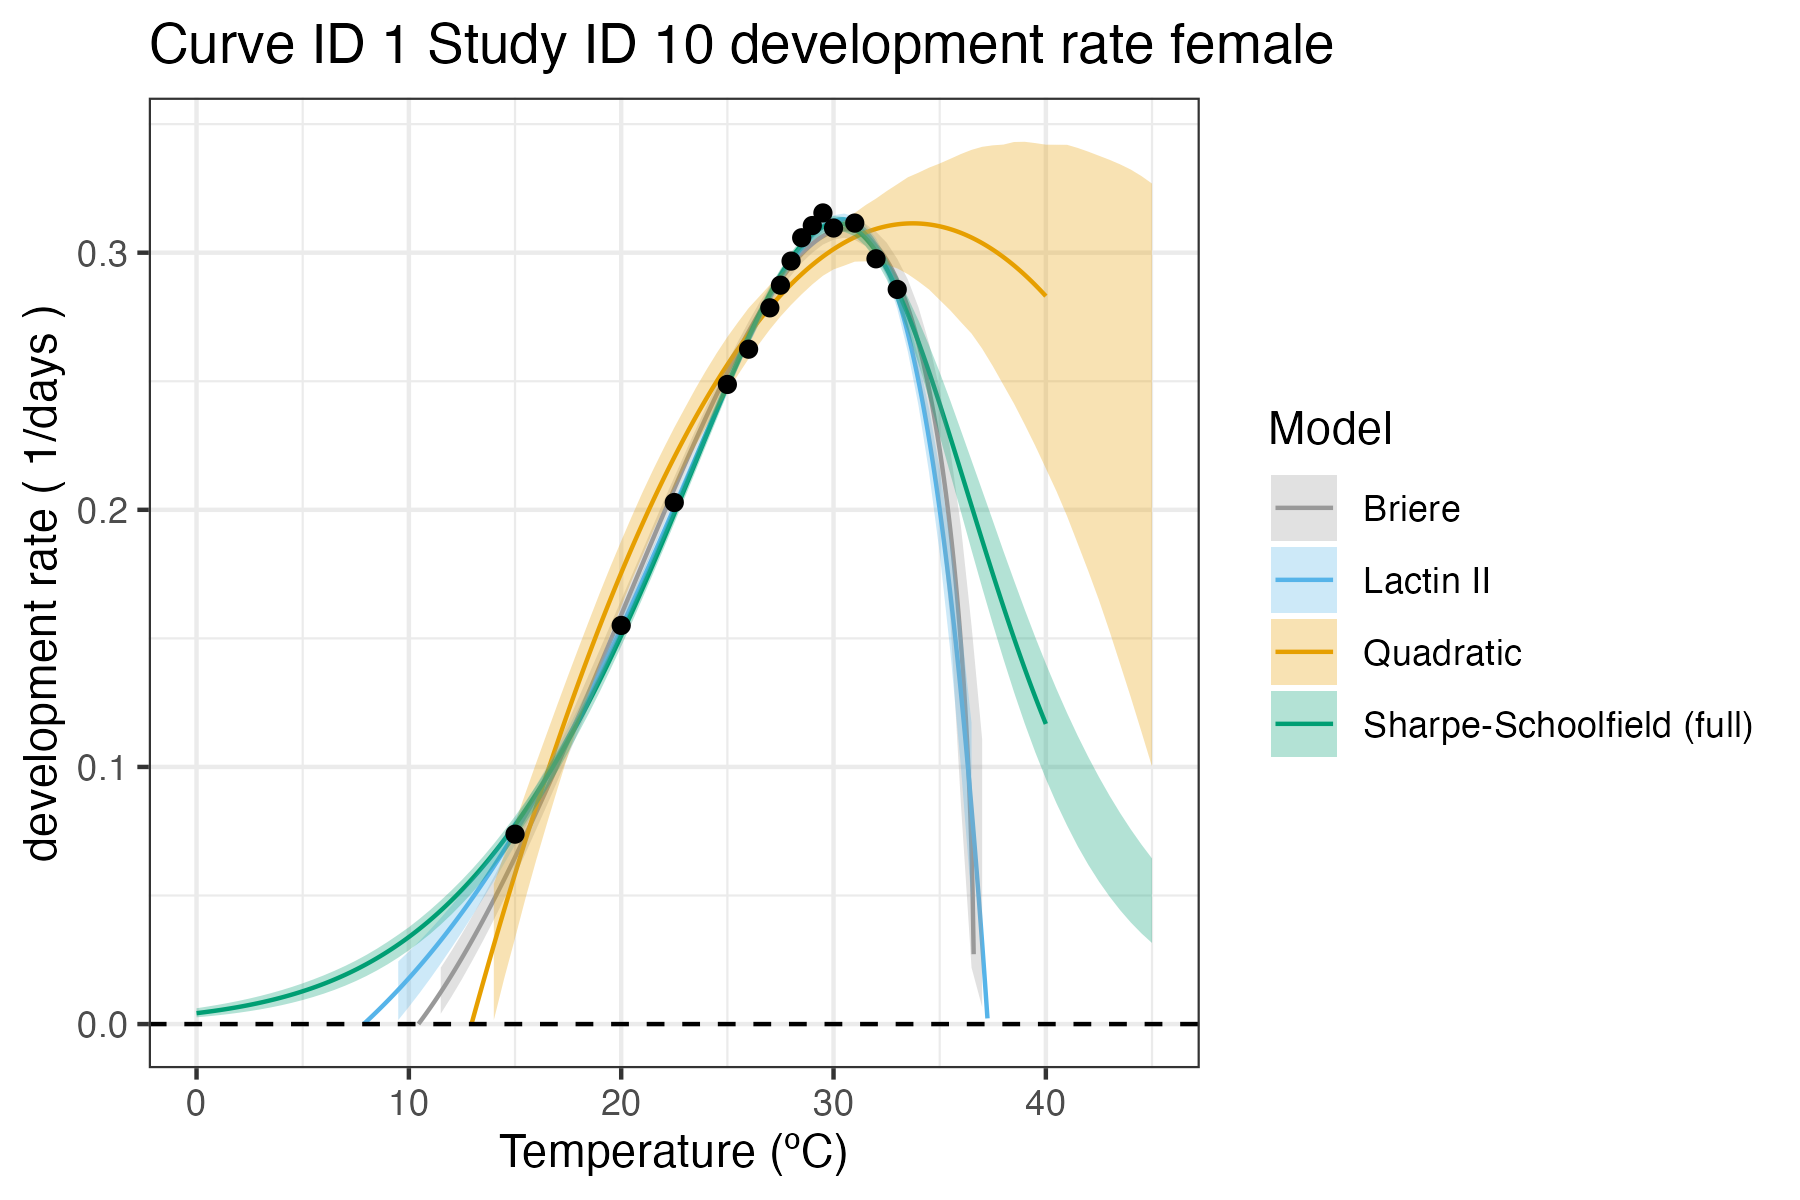 Curve ID 1 Study ID 10 development rate female
development rate ( 1/days )
0.3
0.2
0.1
0.0
0
10
20
30
40
Temperature (ºC)
Model
Briere
Lactin II
Quadratic
Sharpe-Schoolfield (full)